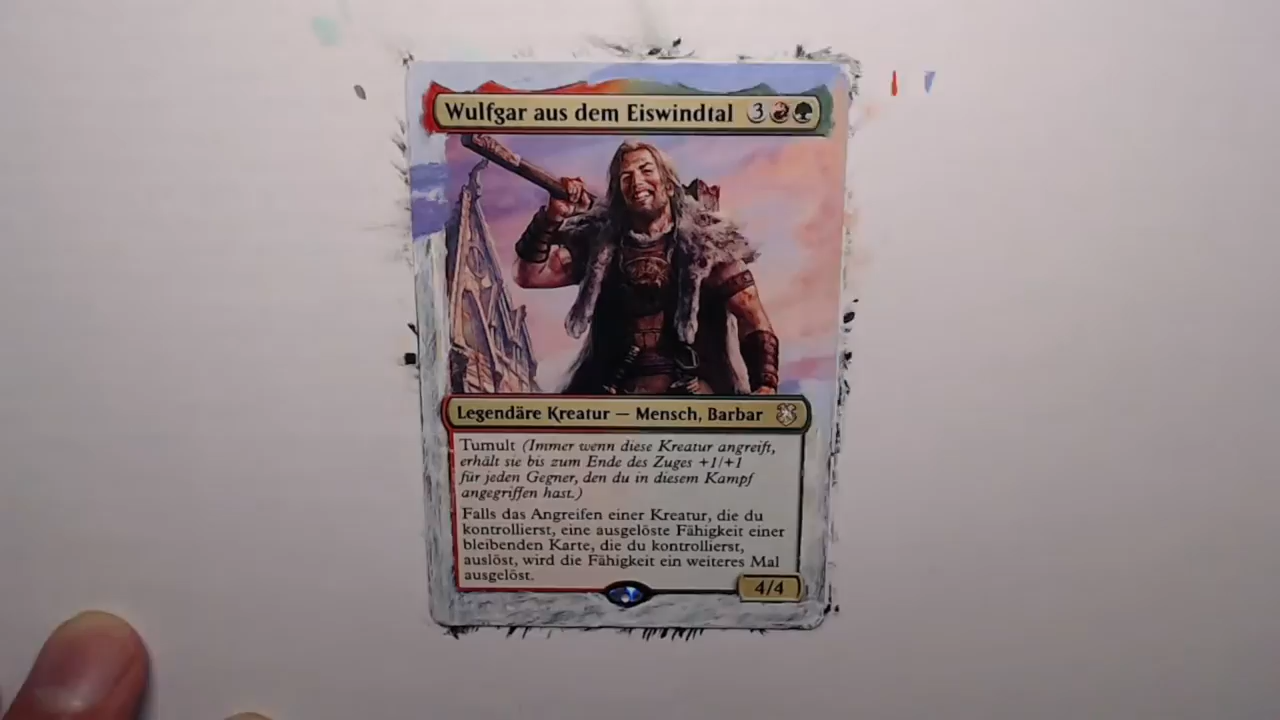 Wulfgar aus dem Eiswindtal 3
Legendäre Kreatur — Mensch, Barbar
Tumult (Immer wenn diese Kreatur angreift,
erhält sie bis zum Ende des Zuges +1/+1
für jeden Gegner, den du in diesem Kampf
angegriffen hast.)
Falls das Angreifen einer Kreatur, die du
kontrollierst, eine ausgelöste Fähigkeit einer
bleibenden Karte, die du kontrollierst,
auslöst, wird die Fähigkeit ein weiteres Mal
ausgelöst.
4/4